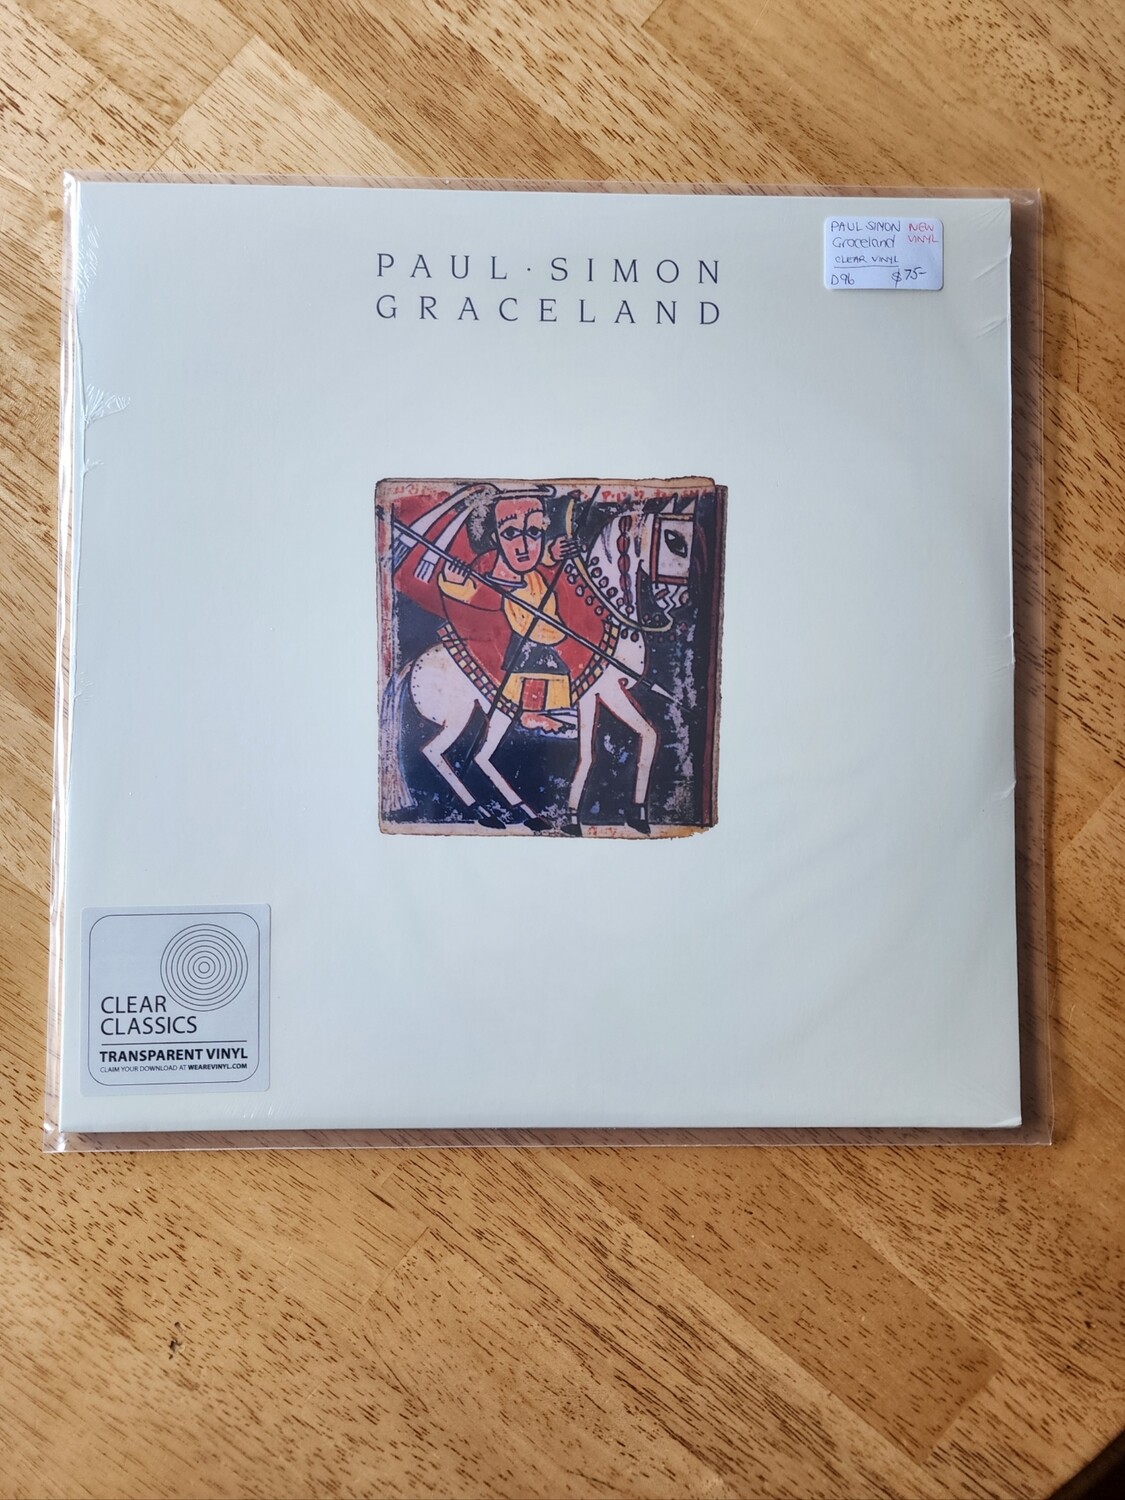 PAUL · SIMON
GRACELAND
PAUL SIMON NEW
Graceland VINYL
CLEAR VINYL
D96 $75-
CLEAR
CLASSICS
TRANSPARENT VINYL
CLAIM YOUR DOWNLOAD AT WEAREVINYL.COM